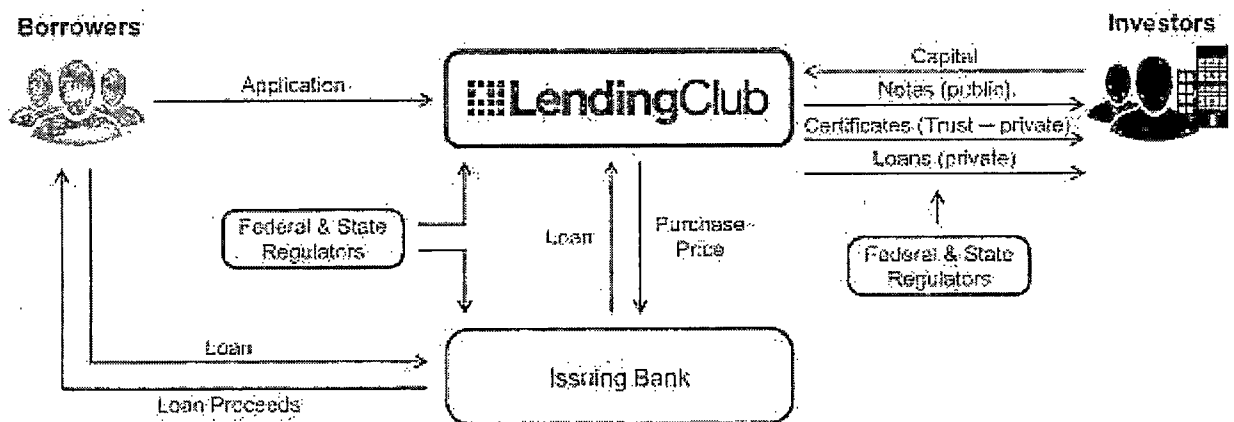 Borrowers
Investors
Application
LendingClub
Capital
Notes (public)
Certificates (Trust — private)
Loans (private)
Federal & State
Regulators
Loan
Purchase
Price
Federal & State
Regulators
Loan
Issuing Bank
Loan Proceeds